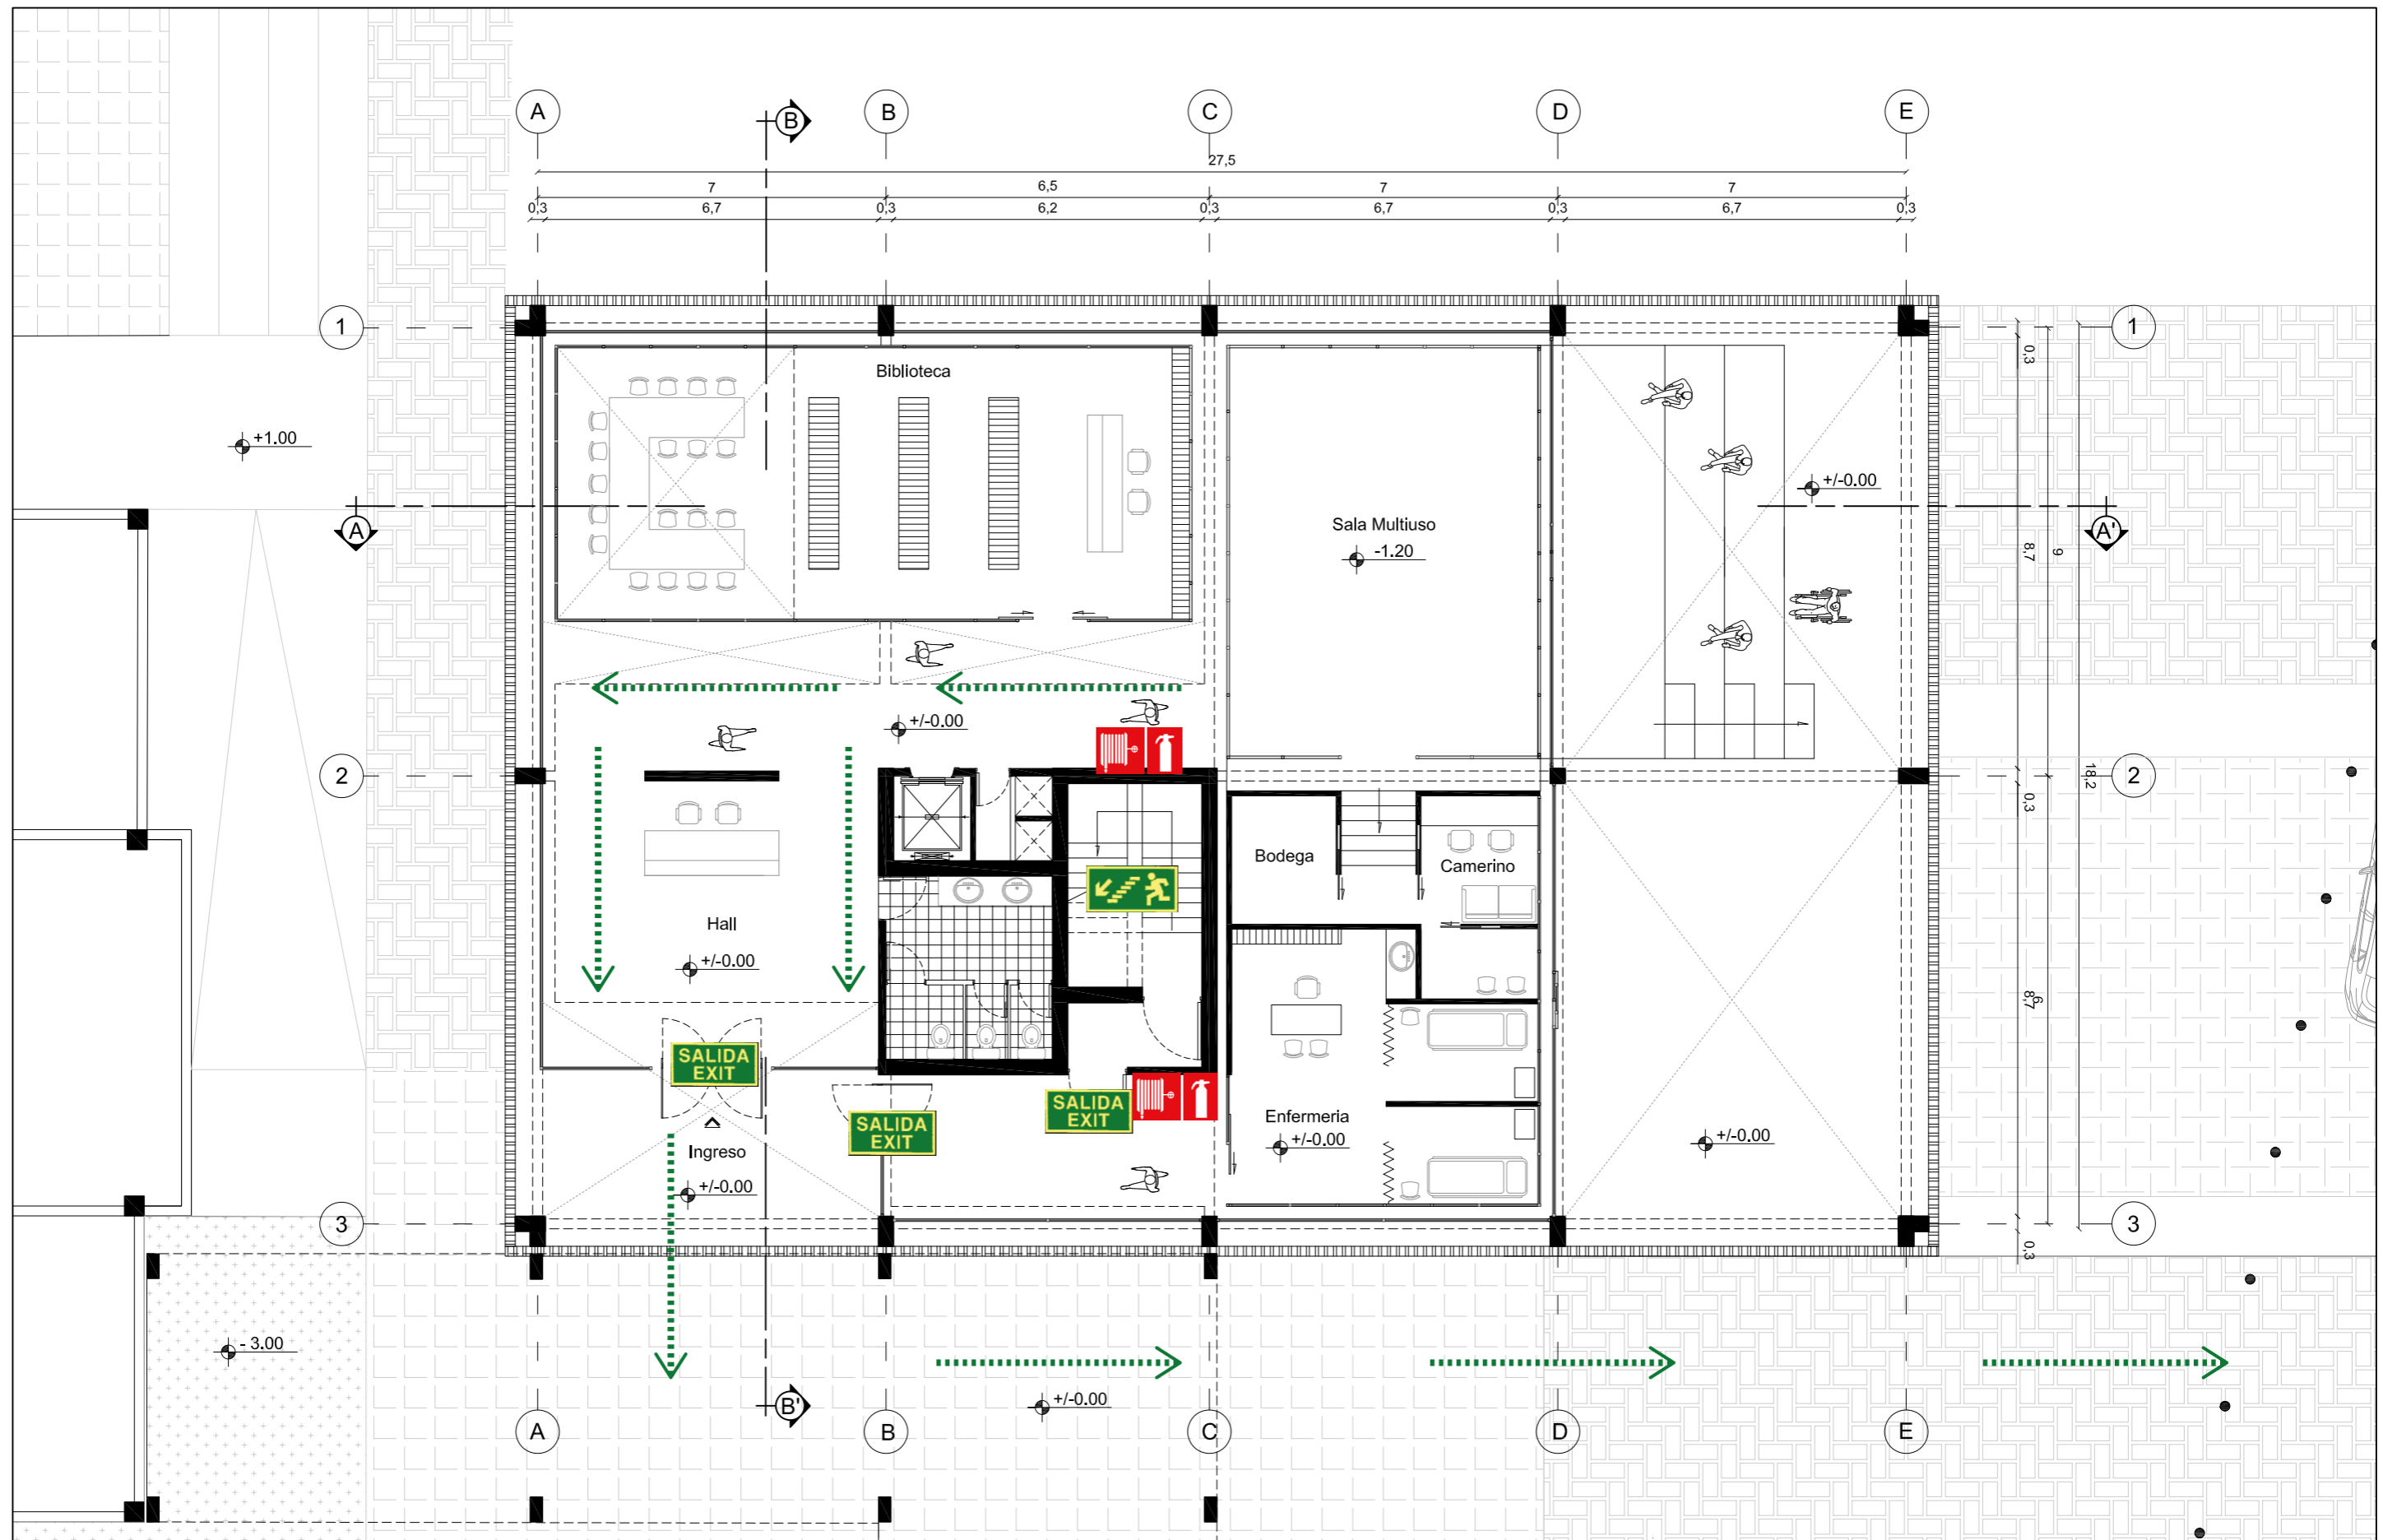 A
B
B
C
D
E
27,5
7
6,5
7
7
0,3
6,7
0,3
6,2
0,3
6,7
0,3
6,7
0,3
1
1
0,3
Biblioteca
+1.00
+/-0.00
A
A'
Sala Multiuso
-1.20
8,7
9
+/-0.00
2
2
18,2
0,3
Bodega
Camerino
Hall
+/-0.00
9
8,7
SALIDA
EXIT
SALIDA
EXIT
SALIDA
EXIT
Enfermeria
+/-0.00
+/-0.00
Ingreso
+/-0.00
3
3
0,3
- 3.00
+/-0.00
B'
A
B
C
D
E